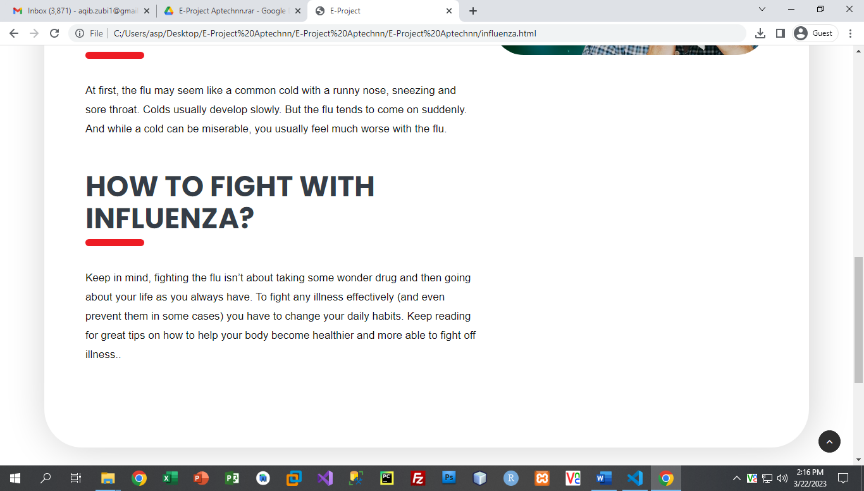 Inbox (3,871) - aqib.zubi1@gmai
E-Project Aptechnn.rar - Google
E-Project
File
C:/Users/asp/Desktop/E-Project%20Aptechnn/E-Project%20Aptechnn/E-Project%20Aptechnn/influenza.html
Guest
At first, the flu may seem like a common cold with a runny nose, sneezing and
sore throat. Colds usually develop slowly. But the flu tends to come on suddenly.
And while a cold can be miserable, you usually feel much worse with the flu.
HOW TO FIGHT WITH
INFLUENZA?
Keep in mind, fighting the flu isn't about taking some wonder drug and then going
about your life as you always have. To fight any illness effectively (and even
prevent them in some cases) you have to change your daily habits. Keep reading
for great tips on how to help your body become healthier and more able to fight off
illness..
2:16 PM
3/22/2023